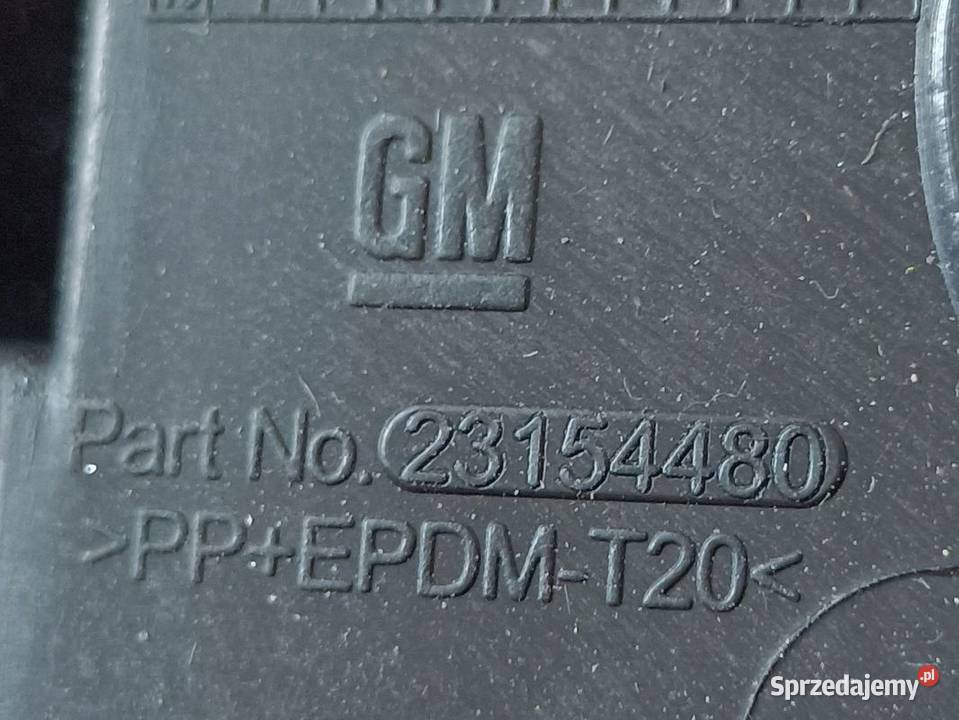 GM
Part No. 23154480
>PP+EPDM-T20<
Sprzedajemy.pl